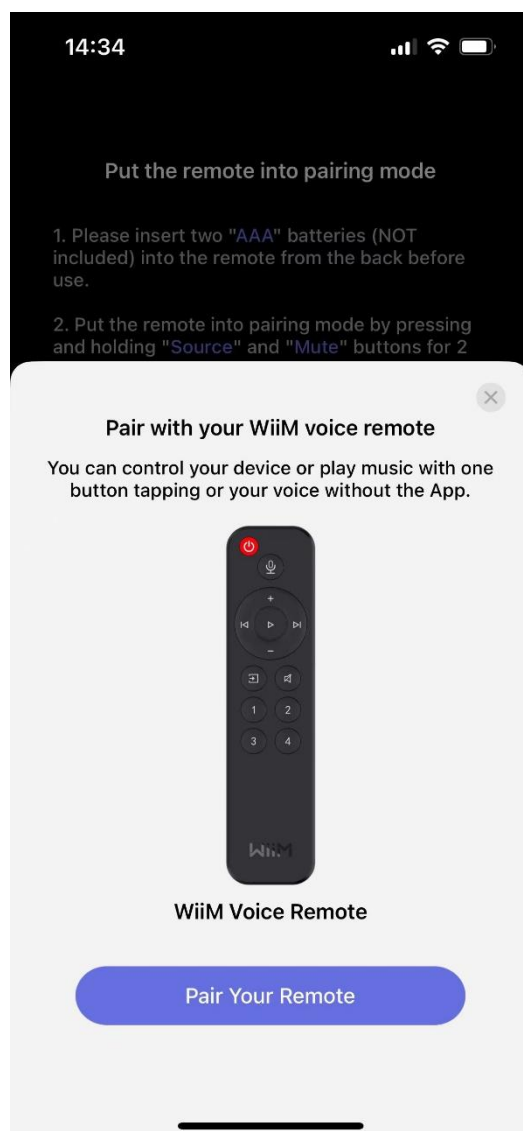 14:34
Put the remote into pairing mode
1. Please insert two "AAA" batteries (NOT
included) into the remote from the back before
use.
2. Put the remote into pairing mode by pressing
and holding "Source" and "Mute" buttons for 2
Pair with your WiiM voice remote
You can control your device or play music with one
button tapping or your voice without the App.
+
−
1 2
3 4
WiiM
WiiM Voice Remote
Pair Your Remote